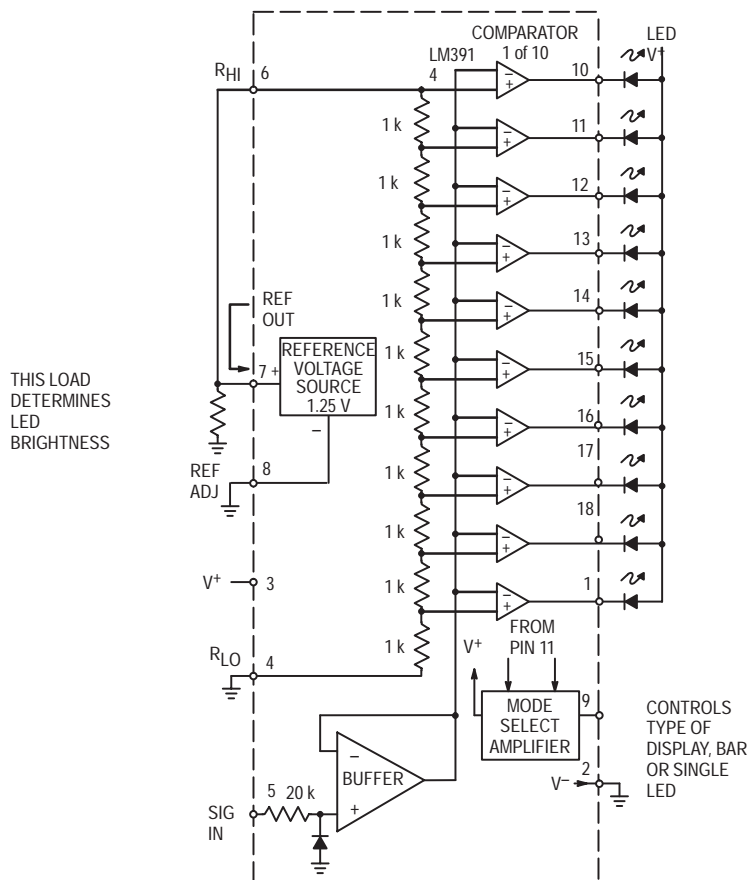 COMPARATOR
1 of 10
LM391
4
LED
V+
RHI
6
10
1 k
11
1 k
12
1 k
13
1 k
14
REF
OUT
1 k
15
7 +
REFERENCE
VOLTAGE
SOURCE
1.25 V
−
THIS LOAD
DETERMINES
LED
BRIGHTNESS
1 k
16
1 k
17
REF
ADJ
8
1 k
18
1 k
V+
3
1
1 k
RLO
4
FROM
PIN 11
V+
MODE
SELECT
AMPLIFIER
9
CONTROLS
TYPE OF
DISPLAY, BAR
OR SINGLE
LED
2
V−
−
BUFFER
+
SIG
IN
5
20 k
− +
− +
− +
− +
− +
− +
− +
− +
− +
− +